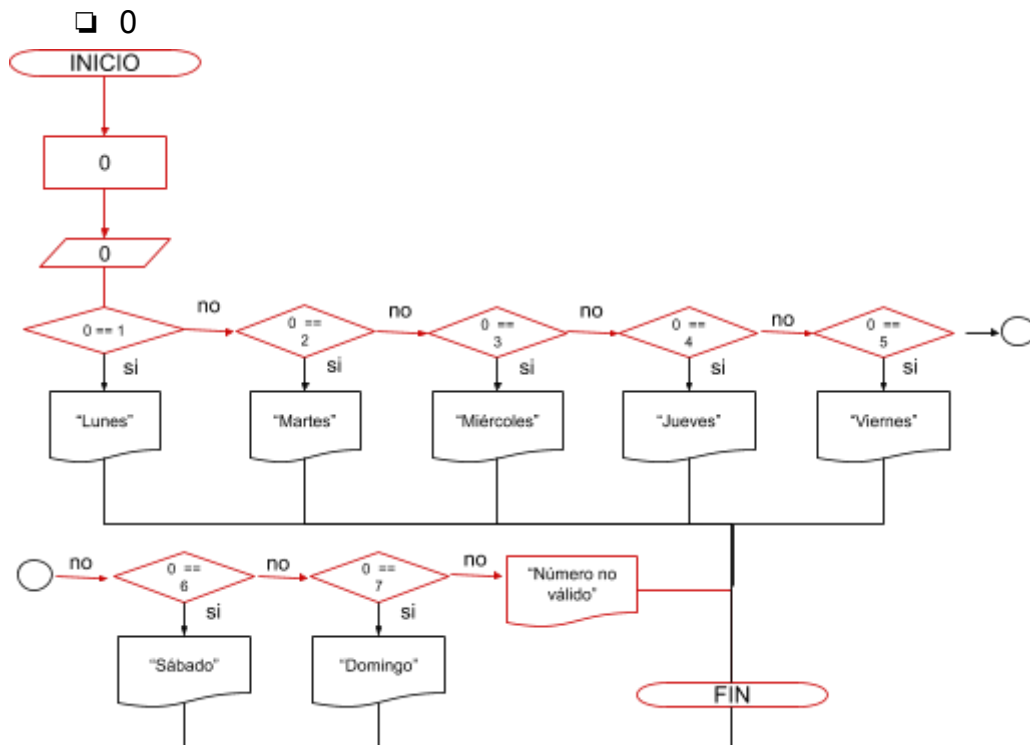 ❏ 0
INICIO
0
0
0 == 1
no
0 ==
2
no
0 ==
3
no
0 ==
4
no
0 ==
5
si
si
si
si
si
“Lunes”
“Martes”
“Miércoles”
“Jueves”
“Viernes”
no
0 ==
6
no
0 ==
7
no
“Número no
válido”
si
si
“Sábado”
“Domingo”
FIN